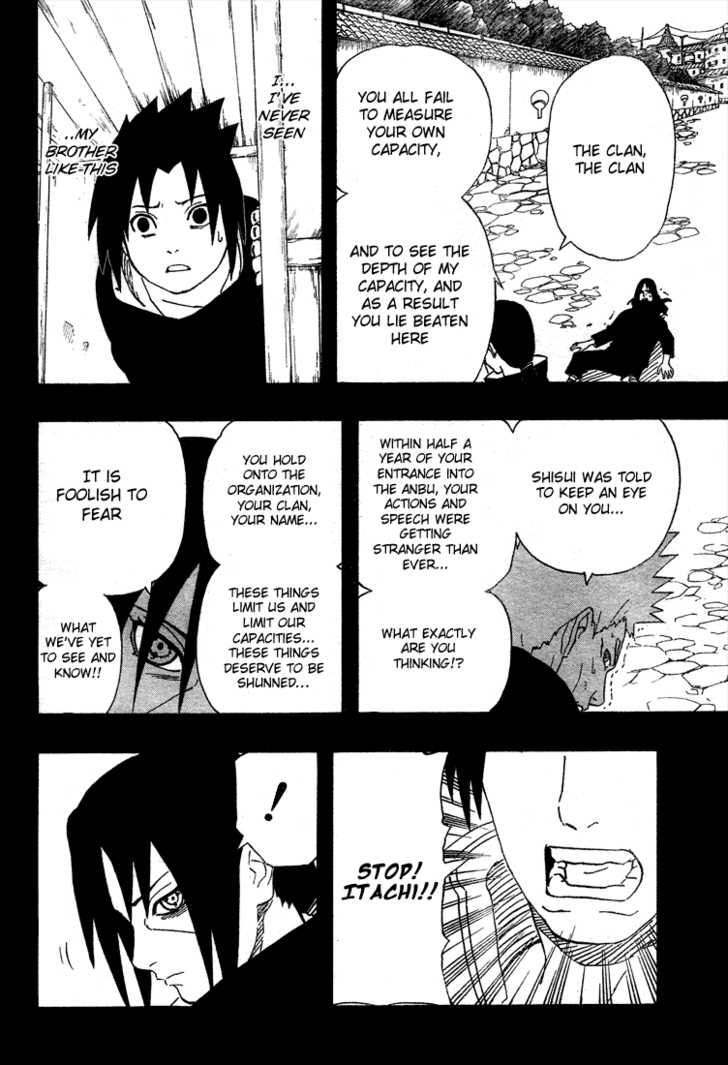 THE CLAN,
THE CLAN
YOU ALL FAIL
TO MEASURE
YOUR OWN
CAPACITY,
AND TO SEE THE
DEPTH OF MY
CAPACITY, AND
AS A RESULT
YOU LIE BEATEN
HERE
I...
I'VE
NEVER
SEEN
..MY
BROTHER
LIKE THIS
SHISUI WAS TOLD
TO KEEP AN EYE
ON YOU...
WITHIN HALF A
YEAR OF YOUR
ENTRANCE INTO
THE ANBU, YOUR
ACTIONS AND
SPEECH WERE
GETTING
STRANGER THAN
EVER...
WHAT EXACTLY
ARE YOU
THINKING!?
YOU HOLD
ONTO THE
ORGANIZATION,
YOUR CLAN,
YOUR NAME...
THESE THINGS
LIMIT US AND
LIMIT OUR
CAPACITIES...
THESE THINGS
DESERVE TO BE
SHUNNED...
IT IS
FOOLISH TO
FEAR
WHAT
WE'VE YET
TO SEE AND
KNOW!!
STOP!
ITACHI!!
!